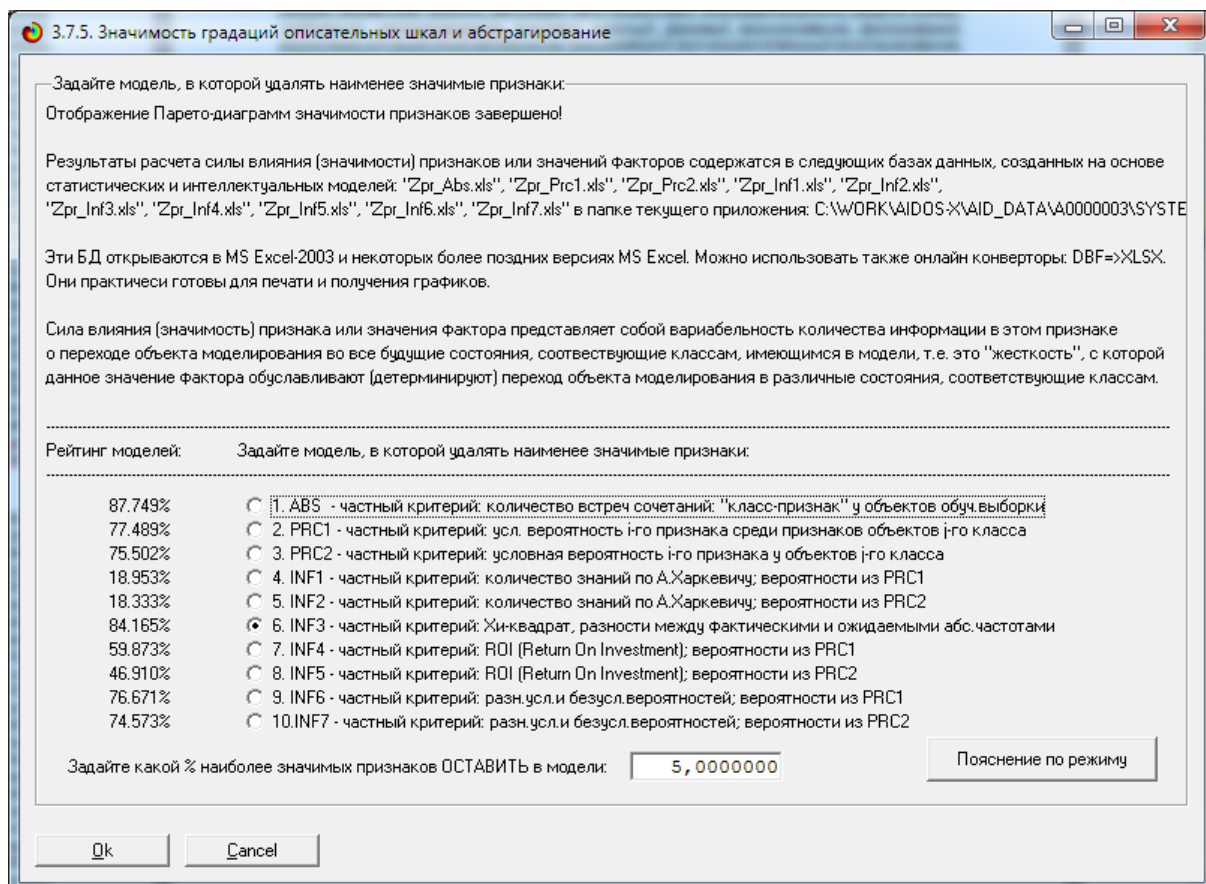 3.7.5. Значимость градаций описательных шкал и абстрагирование
Задайте модель, в которой удалять наименее значимые признаки:
Отображение Парето-диаграмм значимости признаков завершено!
Результаты расчета силы влияния (значимости) признаков или значений факторов содержатся в следующих базах данных, созданных на основе
статистических и интеллектуальных моделей: "Zpr_Abs.xls", "Zpr_Prc1.xls", "Zpr_Prc2.xls", "Zpr_Inf1.xls", "Zpr_Inf2.xls",
"Zpr_Inf3.xls", "Zpr_Inf4.xls", "Zpr_Inf5.xls", "Zpr_Inf6.xls", "Zpr_Inf7.xls" в папке текущего приложения: C:\WORK\AIDOS-X\AID_DATA\A0000003\SYSTE
Эти БД открываются в MS Excel-2003 и некоторых более поздних версиях MS Excel. Можно использовать также онлайн конверторы: DBF=>XLSX.
Они практичеси готовы для печати и получения графиков.
Сила влияния (значимость) признака или значения фактора представляет собой вариабельность количества информации в этом признаке
о переходе объекта моделирования во все будущие состояния, соотвествующие классам, имеющимся в модели, т.е. это "жесткость", с которой
данное значение фактора обуславливают (детерминируют) переход объекта моделирования в различные состояния, соответствующие классам.
Рейтинг моделей: Задайте модель, в которой удалять наименее значимые признаки:
87.749% 1. ABS - частный критерий: количество встреч сочетаний: "класс-признак" у объектов обуч.выборки
77.489% 2. PRC1 - частный критерий: усл. вероятность i-го признака среди признаков объектов j-го класса
75.502% 3. PRC2 - частный критерий: условная вероятность i-го признака у объектов j-го класса
18.953% 4. INF1 - частный критерий: количество знаний по А.Харкевичу; вероятности из PRC1
18.333% 5. INF2 - частный критерий: количество знаний по А.Харкевичу; вероятности из PRC2
84.165% 6. INF3 - частный критерий: Хи-квадрат, разности между фактическими и ожидаемыми абс.частотами
59.873% 7. INF4 - частный критерий: ROI (Return On Investment); вероятности из PRC1
46.910% 8. INF5 - частный критерий: ROI (Return On Investment); вероятности из PRC2
76.671% 9. INF6 - частный критерий: разн.усл.и безусл.вероятностей; вероятности из PRC1
74.573% 10.INF7 - частный критерий: разн.усл.и безусл.вероятностей; вероятности из PRC2
Задайте какой % наиболее значимых признаков ОСТАВИТЬ в модели: 5,0000000 Пояснение по режиму
Ok Cancel